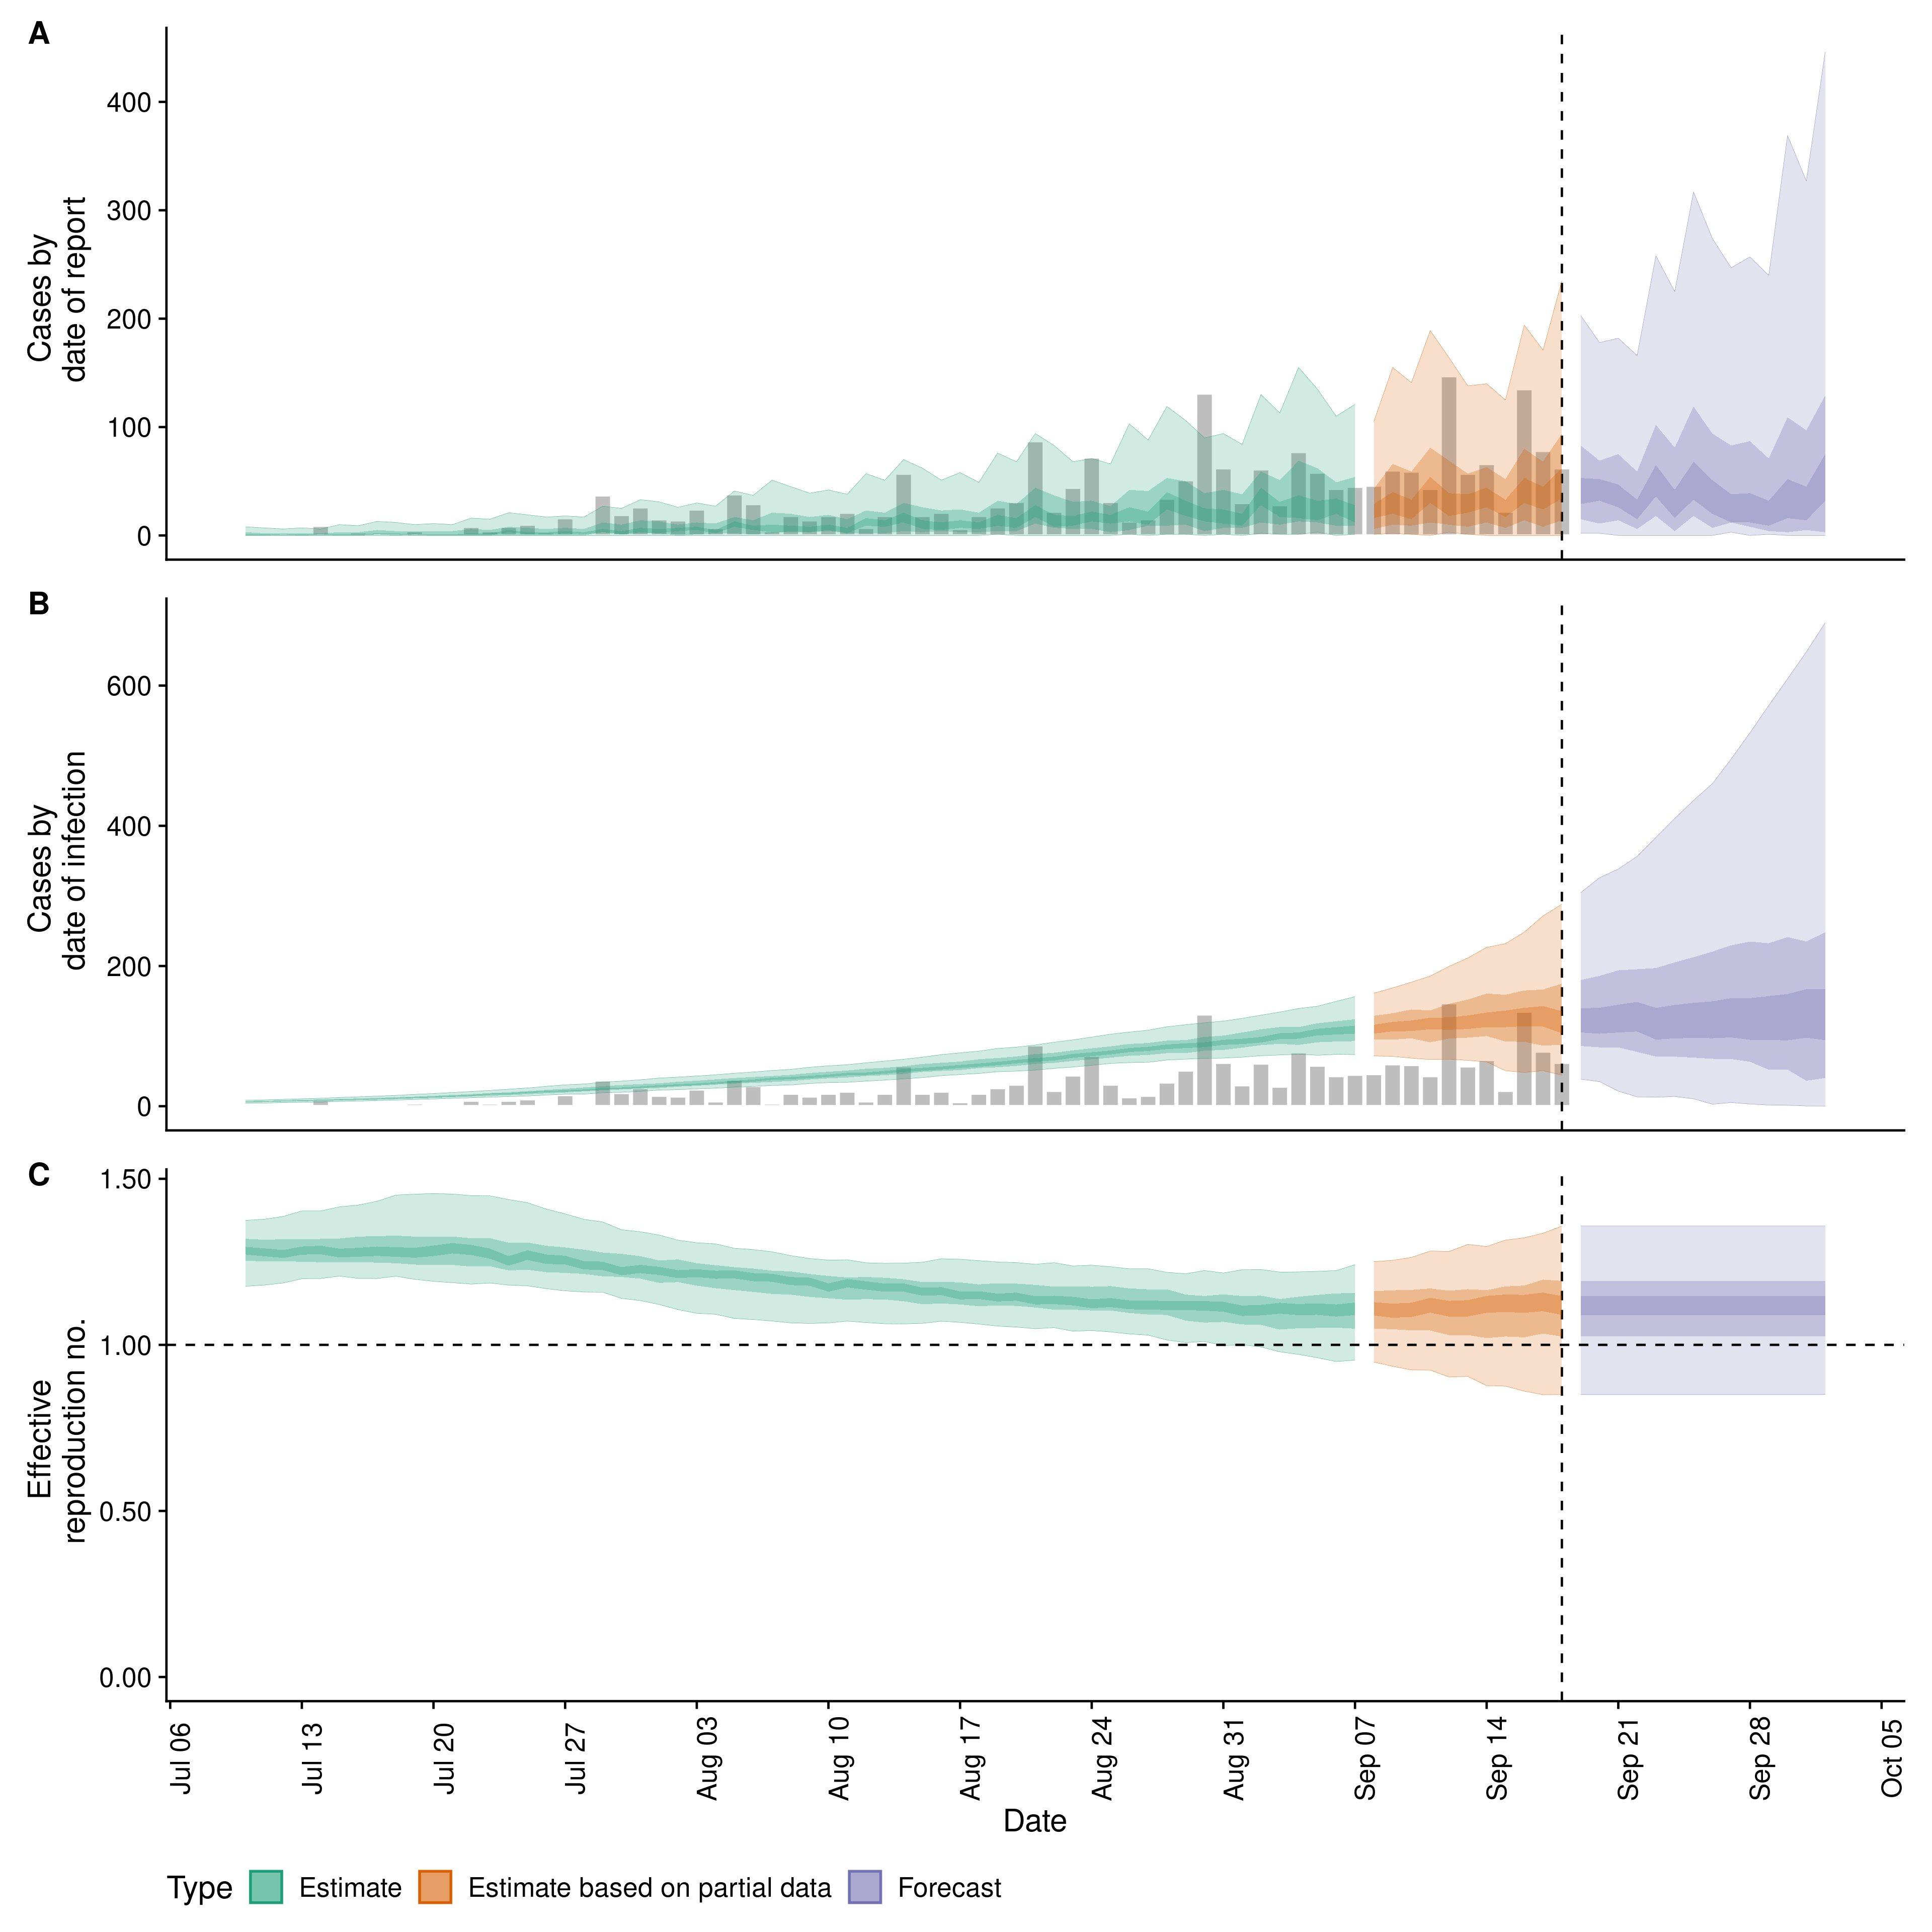 A
Cases by
date of report
400
300
200
100
0
B
Cases by
date of infection
600
400
200
0
C
Effective
reproduction no.
1.50
1.00
0.50
0.00
Jul 06
Jul 13
Jul 20
Jul 27
Aug 03
Aug 10
Aug 17
Aug 24
Aug 31
Sep 07
Sep 14
Sep 21
Sep 28
Oct 05
Date
Type Estimate Estimate based on partial data Forecast